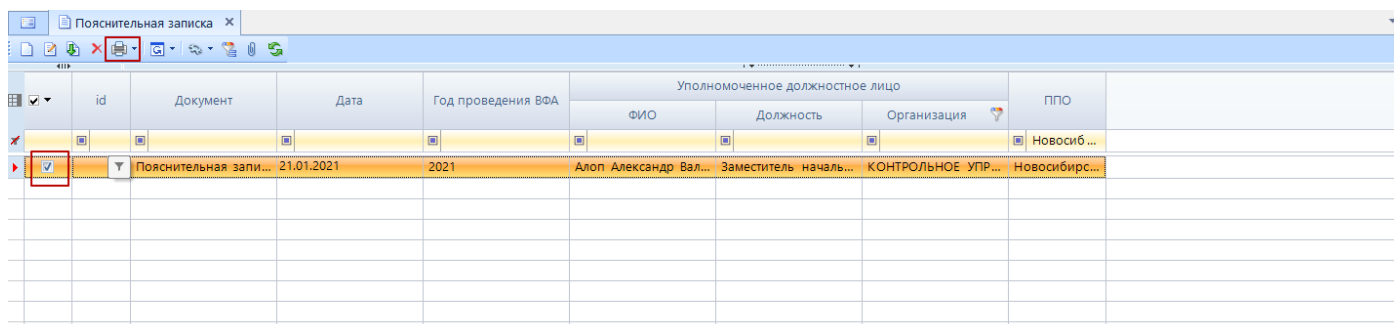 Пояснительная записка
Уполномоченное должностное лицо
id Документ Дата Год проведения ВФА ППО
ФИО Должность Организация
Новосиб ...
Пояснительная запи... 21.01.2021 2021 Алоп Александр Вал... Заместитель началь... КОНТРОЛЬНОЕ УПР... Новосибирс...